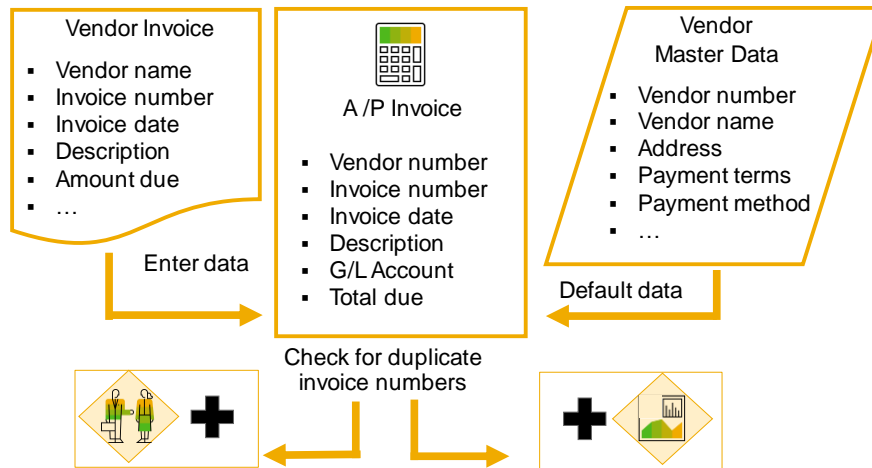 Vendor Invoice
▪ Vendor name
▪ Invoice number
▪ Invoice date
▪ Description
▪ Amount due
▪ …
A /P Invoice
▪ Vendor number
▪ Invoice number
▪ Invoice date
▪ Description
▪ G/L Account
▪ Total due
Vendor
Master Data
▪ Vendor number
▪ Vendor name
▪ Address
▪ Payment terms
▪ Payment method
▪ …
Enter data
Default data
Check for duplicate
invoice numbers